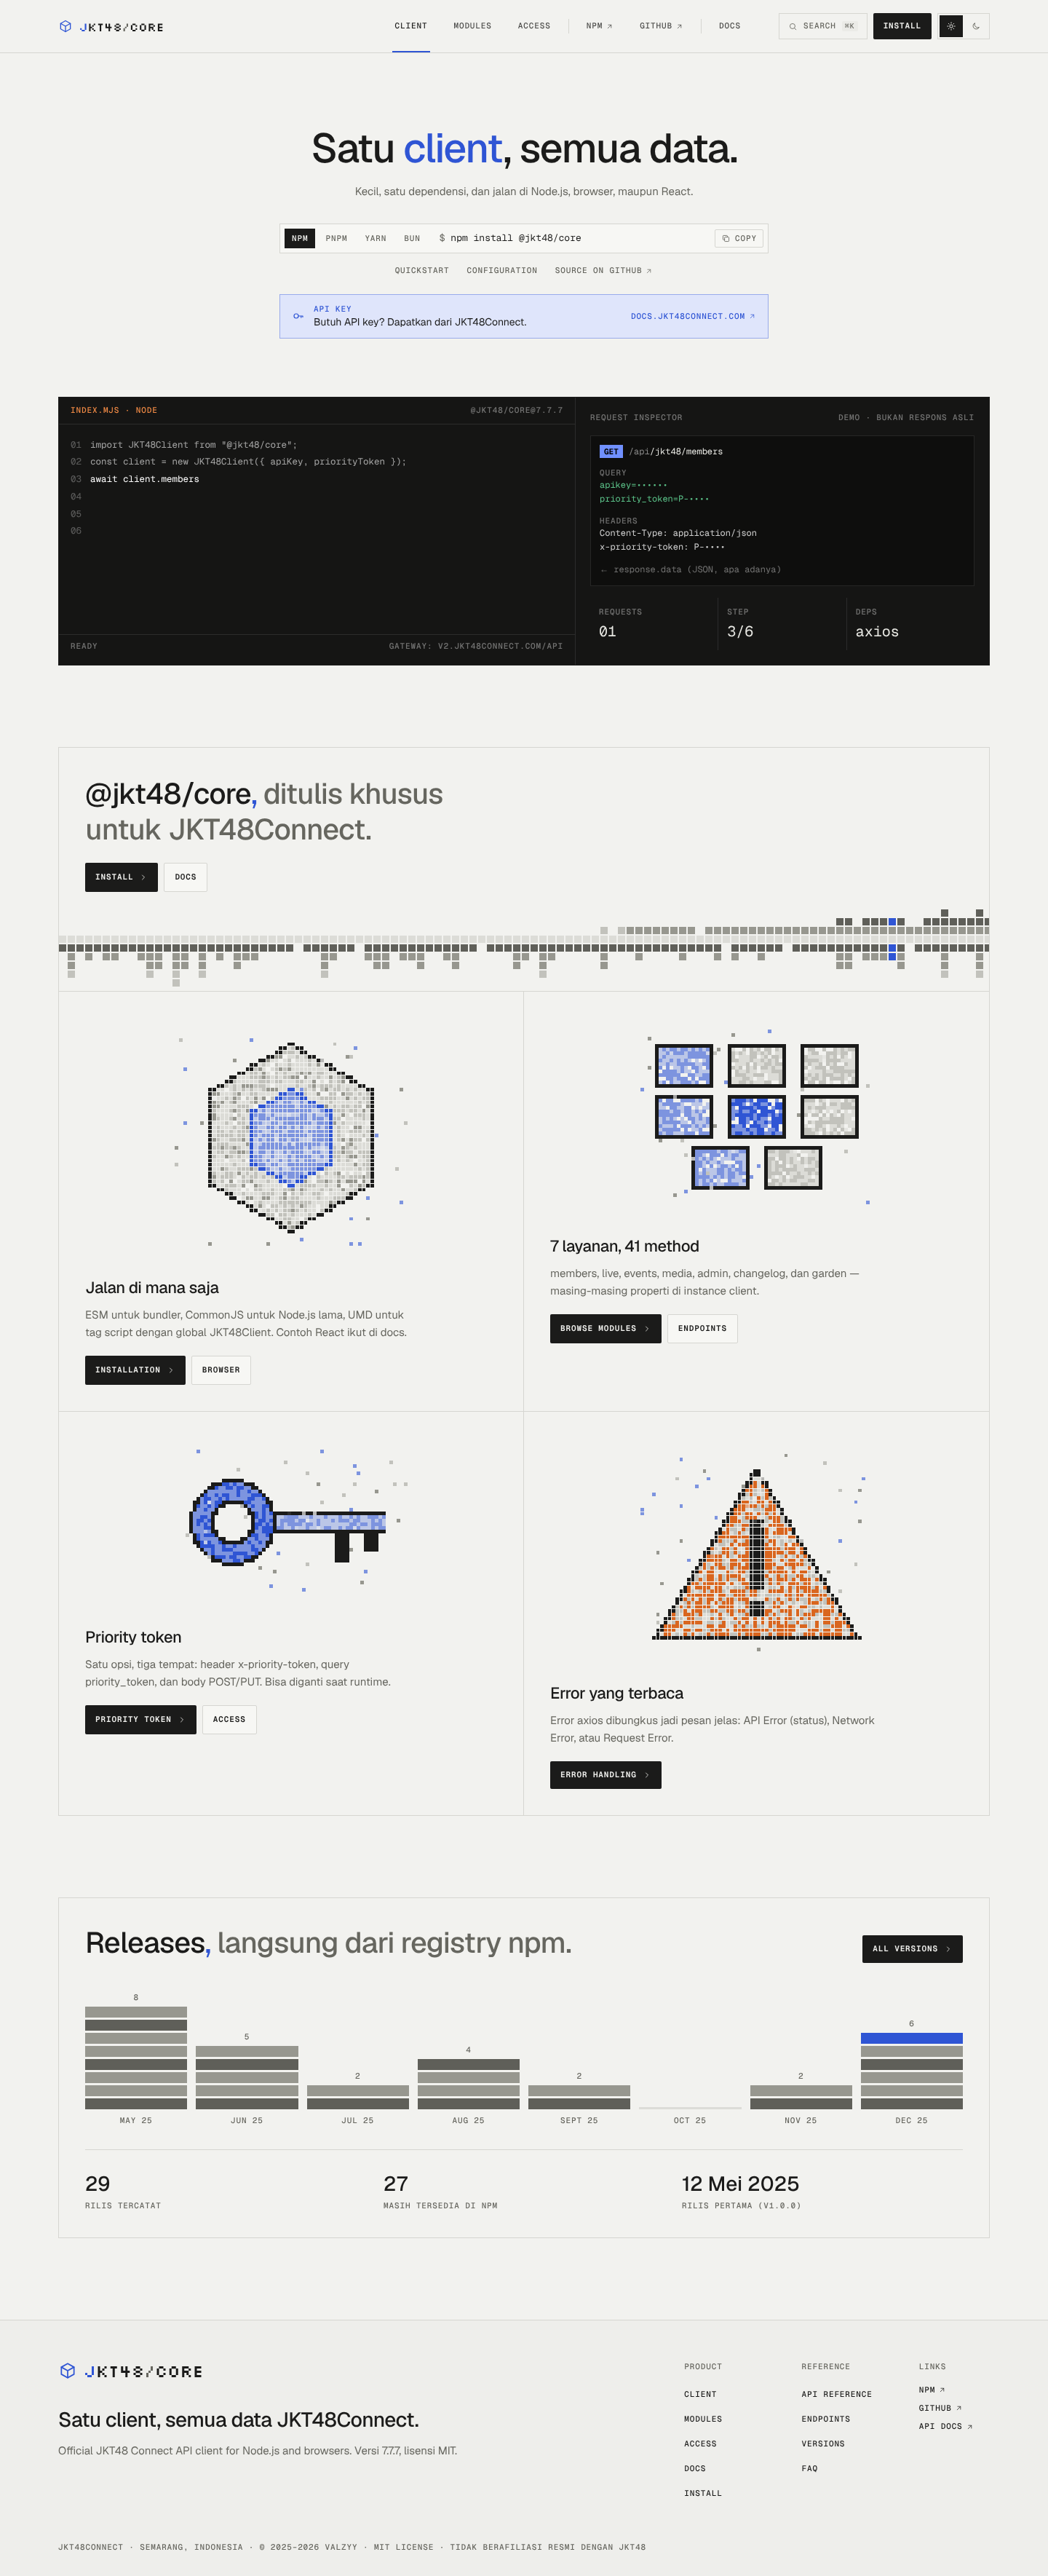 JKT48/CORE
CLIENT MODULES ACCESS NPM ↗ GITHUB ↗ DOCS SEARCH ⌘K INSTALL
Satu client, semua data.
Kecil, satu dependensi, dan jalan di Node.js, browser, maupun React.
NPM PNPM YARN BUN $ npm install @jkt48/core COPY
QUICKSTART CONFIGURATION SOURCE ON GITHUB ↗
API KEY
Butuh API key? Dapatkan dari JKT48Connect.
DOCS.JKT48CONNECT.COM ↗
INDEX.MJS · NODE @JKT48/CORE@7.7.7
01 import JKT48Client from "@jkt48/core";
02 const client = new JKT48Client({ apiKey, priorityToken });
03 await client.members
04
05
06
READY GATEWAY: V2.JKT48CONNECT.COM/API
REQUEST INSPECTOR DEMO · BUKAN RESPONS ASLI
GET /api/jkt48/members
QUERY
apikey=••••••
priority_token=P-••••
HEADERS
Content-Type: application/json
x-priority-token: P-••••
← response.data (JSON, apa adanya)
REQUESTS STEP DEPS
01 3/6 axios
@jkt48/core, ditulis khusus
untuk JKT48Connect.
INSTALL › DOCS
Jalan di mana saja
ESM untuk bundler, CommonJS untuk Node.js lama, UMD untuk
tag script dengan global JKT48Client. Contoh React ikut di docs.
INSTALLATION › BROWSER
7 layanan, 41 method
members, live, events, media, admin, changelog, dan garden —
masing-masing properti di instance client.
BROWSE MODULES › ENDPOINTS
Priority token
Satu opsi, tiga tempat: header x-priority-token, query
priority_token, dan body POST/PUT. Bisa diganti saat runtime.
PRIORITY TOKEN › ACCESS
Error yang terbaca
Error axios dibungkus jadi pesan jelas: API Error (status), Network
Error, atau Request Error.
ERROR HANDLING ›
Releases, langsung dari registry npm.
ALL VERSIONS ›
8 5 2 4 2 2 6
MAY 25 JUN 25 JUL 25 AUG 25 SEPT 25 OCT 25 NOV 25 DEC 25
29 27 12 Mei 2025
RILIS TERCATAT MASIH TERSEDIA DI NPM RILIS PERTAMA (V1.0.0)
JKT48/CORE
Satu client, semua data JKT48Connect.
Official JKT48 Connect API client for Node.js and browsers. Versi 7.7.7, lisensi MIT.
PRODUCT
CLIENT
MODULES
ACCESS
DOCS
INSTALL
REFERENCE
API REFERENCE
ENDPOINTS
VERSIONS
FAQ
LINKS
NPM ↗
GITHUB ↗
API DOCS ↗
JKT48CONNECT · SEMARANG, INDONESIA · © 2025–2026 VALZYY · MIT LICENSE · TIDAK BERAFILIASI RESMI DENGAN JKT48